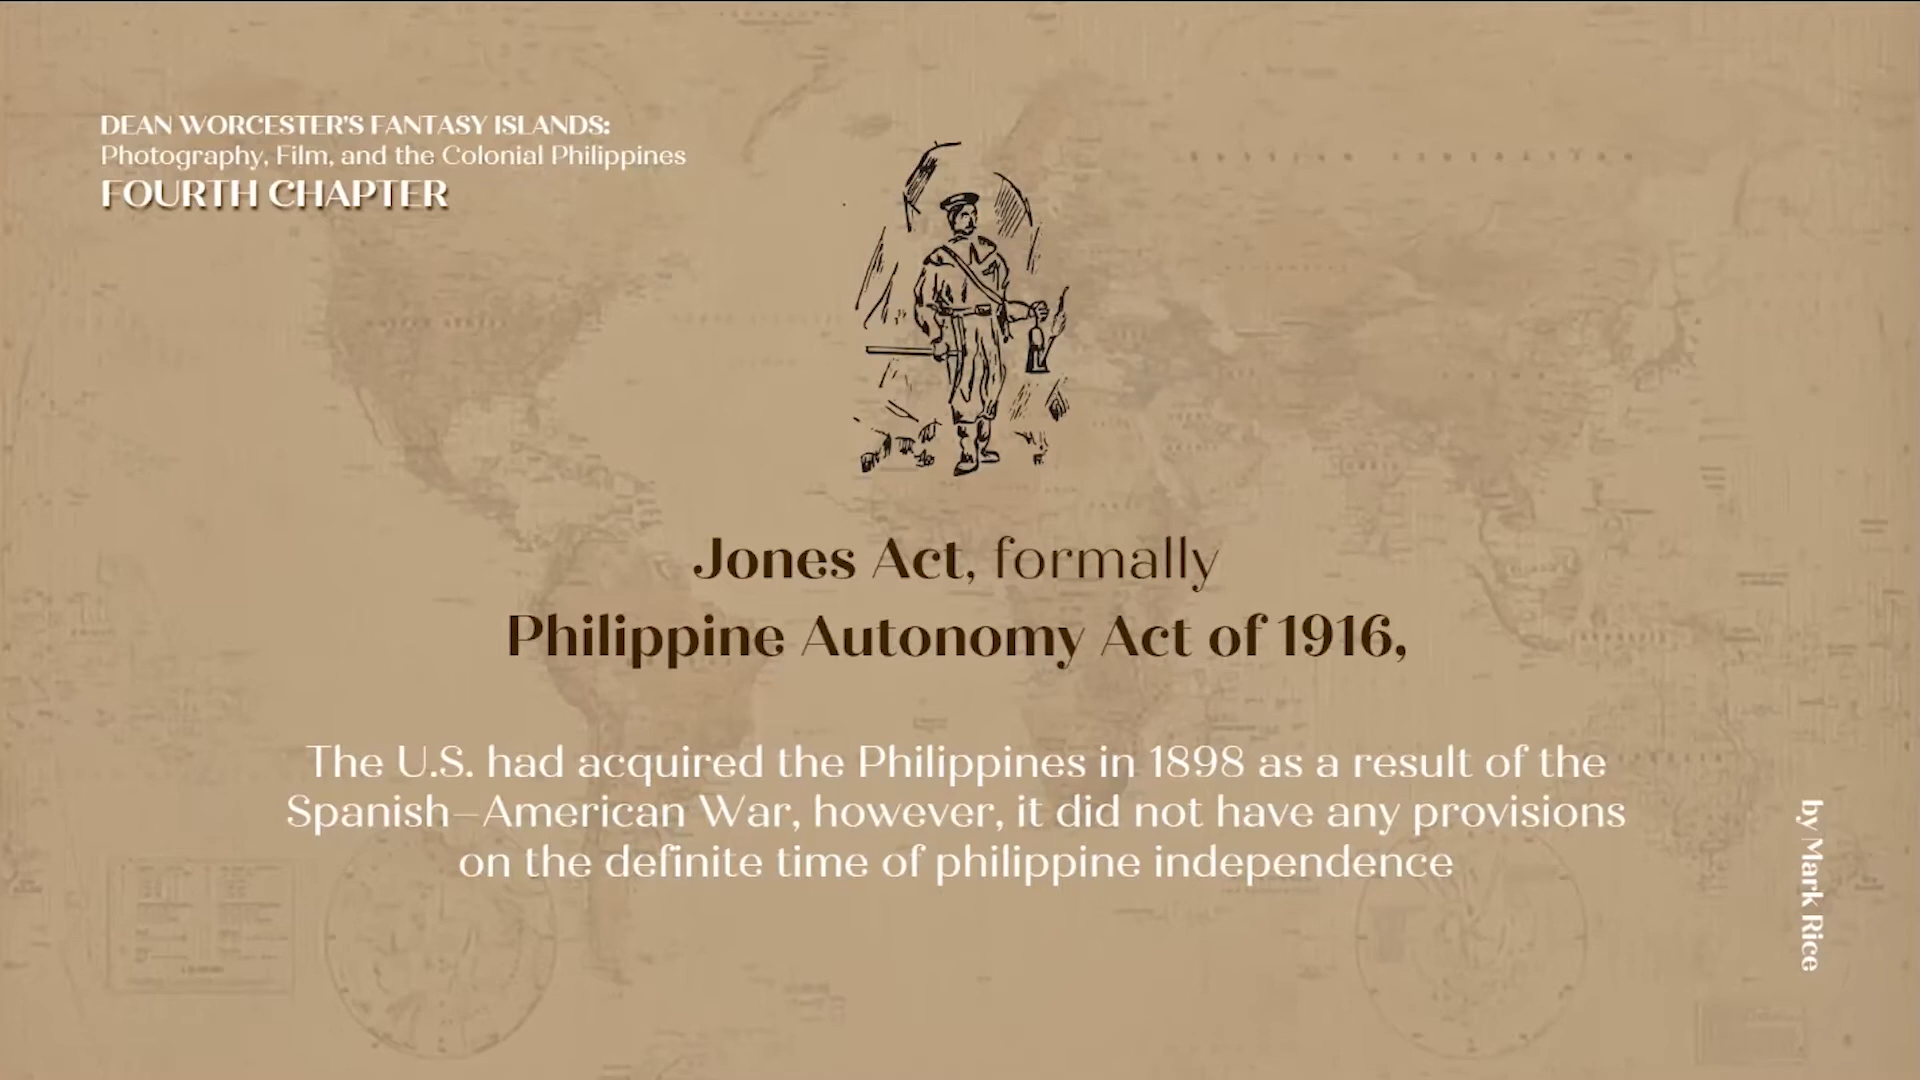 DEAN WORCESTER'S FANTASY ISLANDS:
Photography, Film, and the Colonial Philippines
FOURTH CHAPTER
Jones Act, formally
Philippine Autonomy Act of 1916,
The U.S. had acquired the Philippines in 1898 as a result of the
Spanish–American War, however, it did not have any provisions
on the definite time of philippine independence
by Mark Rice